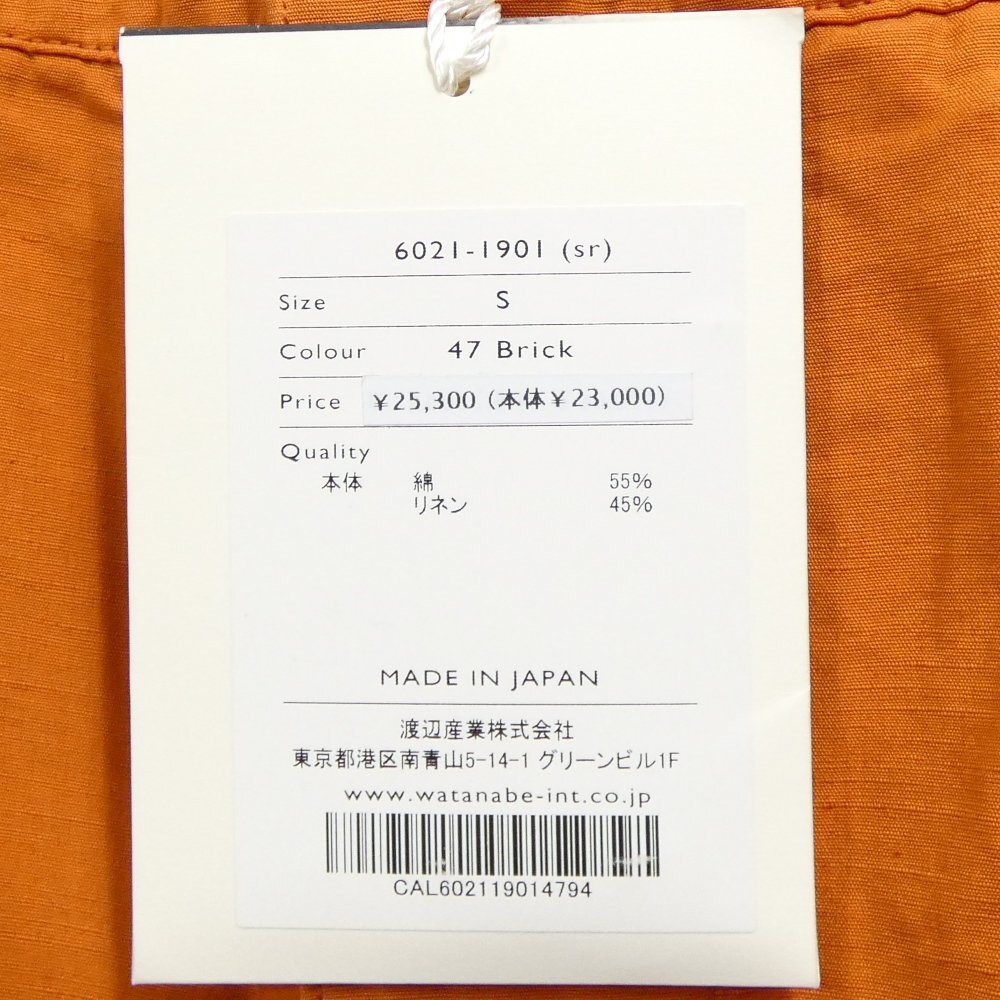 6021-1901 (sr)
Size S
Colour 47 Brick
Price ¥25,300 (本体¥23,000)
Quality
本体 綿 55%
リネン 45%
MADE IN JAPAN
渡辺産業株式会社
東京都港区南青山5-14-1 グリーンビル1F
www.watanabe-int.co.jp
CAL602119014794